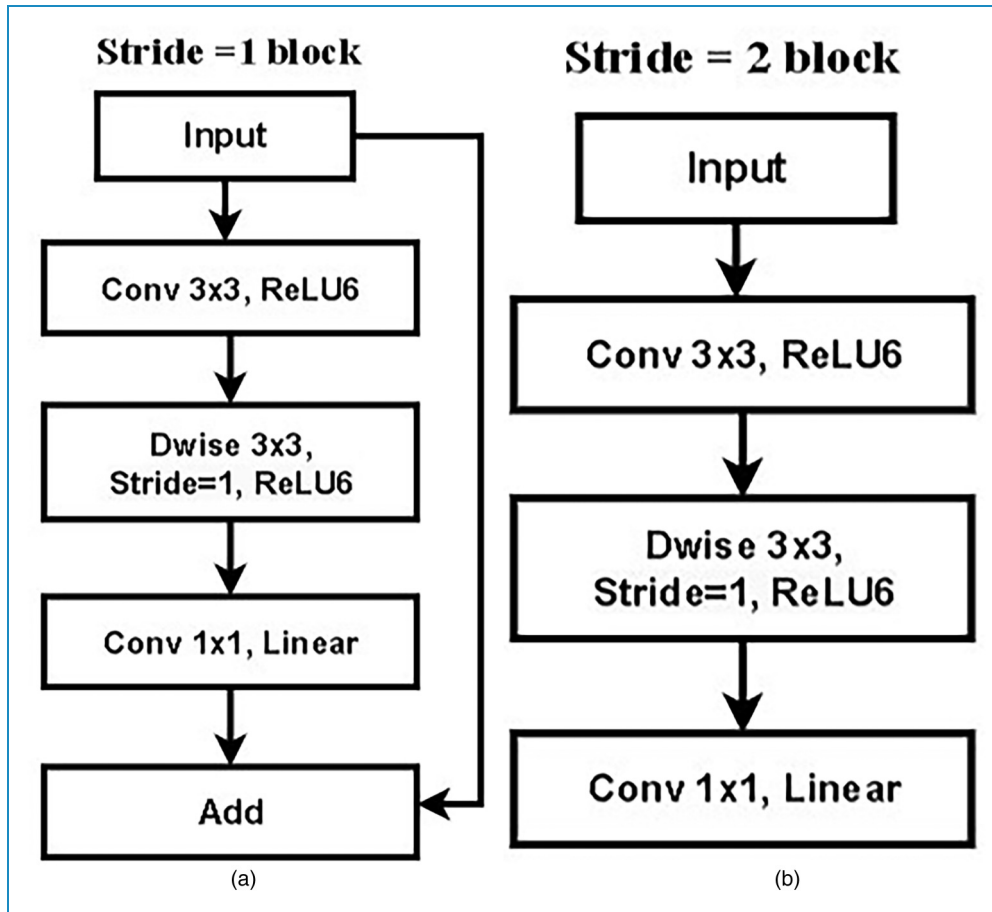 Stride =1 block
Input
Conv 3x3, ReLU6
Dwise 3x3,
Stride=1, ReLU6
Conv 1x1, Linear
Add
(a)
Stride = 2 block
Input
Conv 3x3, ReLU6
Dwise 3x3,
Stride=1, ReLU6
Conv 1x1, Linear
(b)